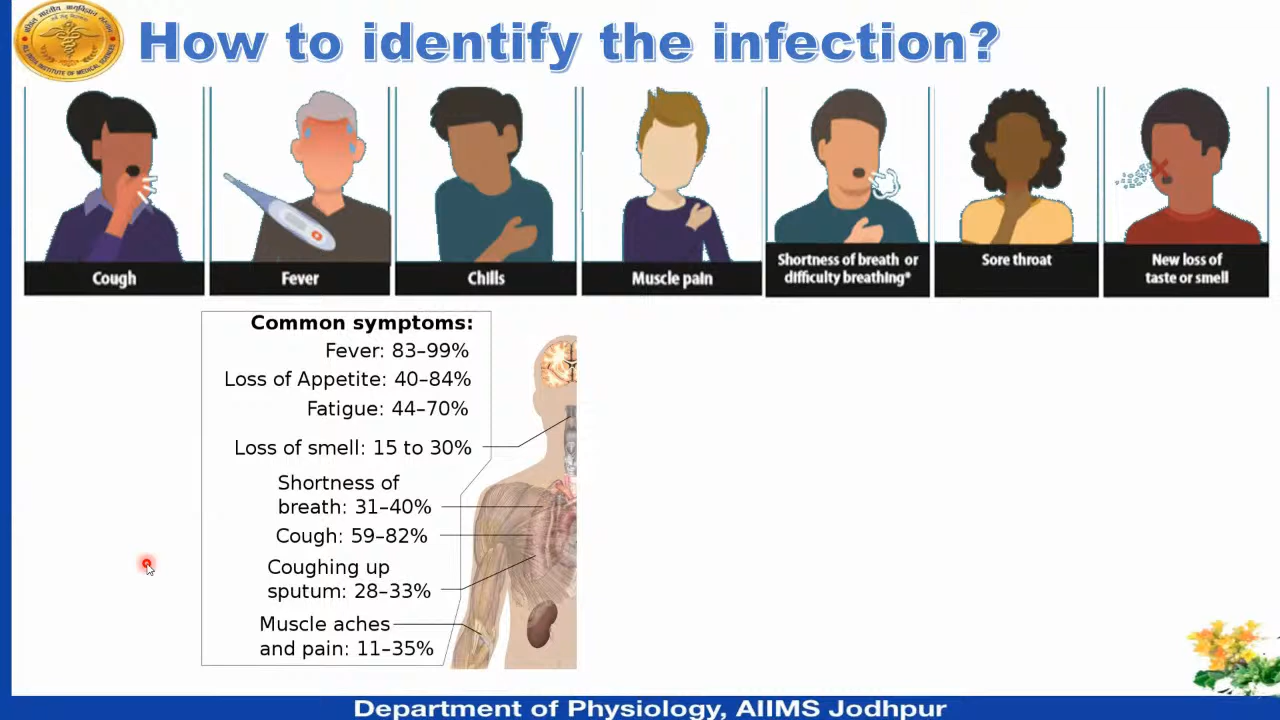 How to identify the infection?
Cough
Fever
Chills
Muscle pain
Shortness of breath or
difficulty breathing*
Sore throat
New loss of
taste or smell
Common symptoms:
Fever: 83–99%
Loss of Appetite: 40–84%
Fatigue: 44–70%
Loss of smell: 15 to 30%
Shortness of
breath: 31–40%
Cough: 59–82%
Coughing up
sputum: 28–33%
Muscle aches
and pain: 11–35%
Department of Physiology, AIIMS Jodhpur